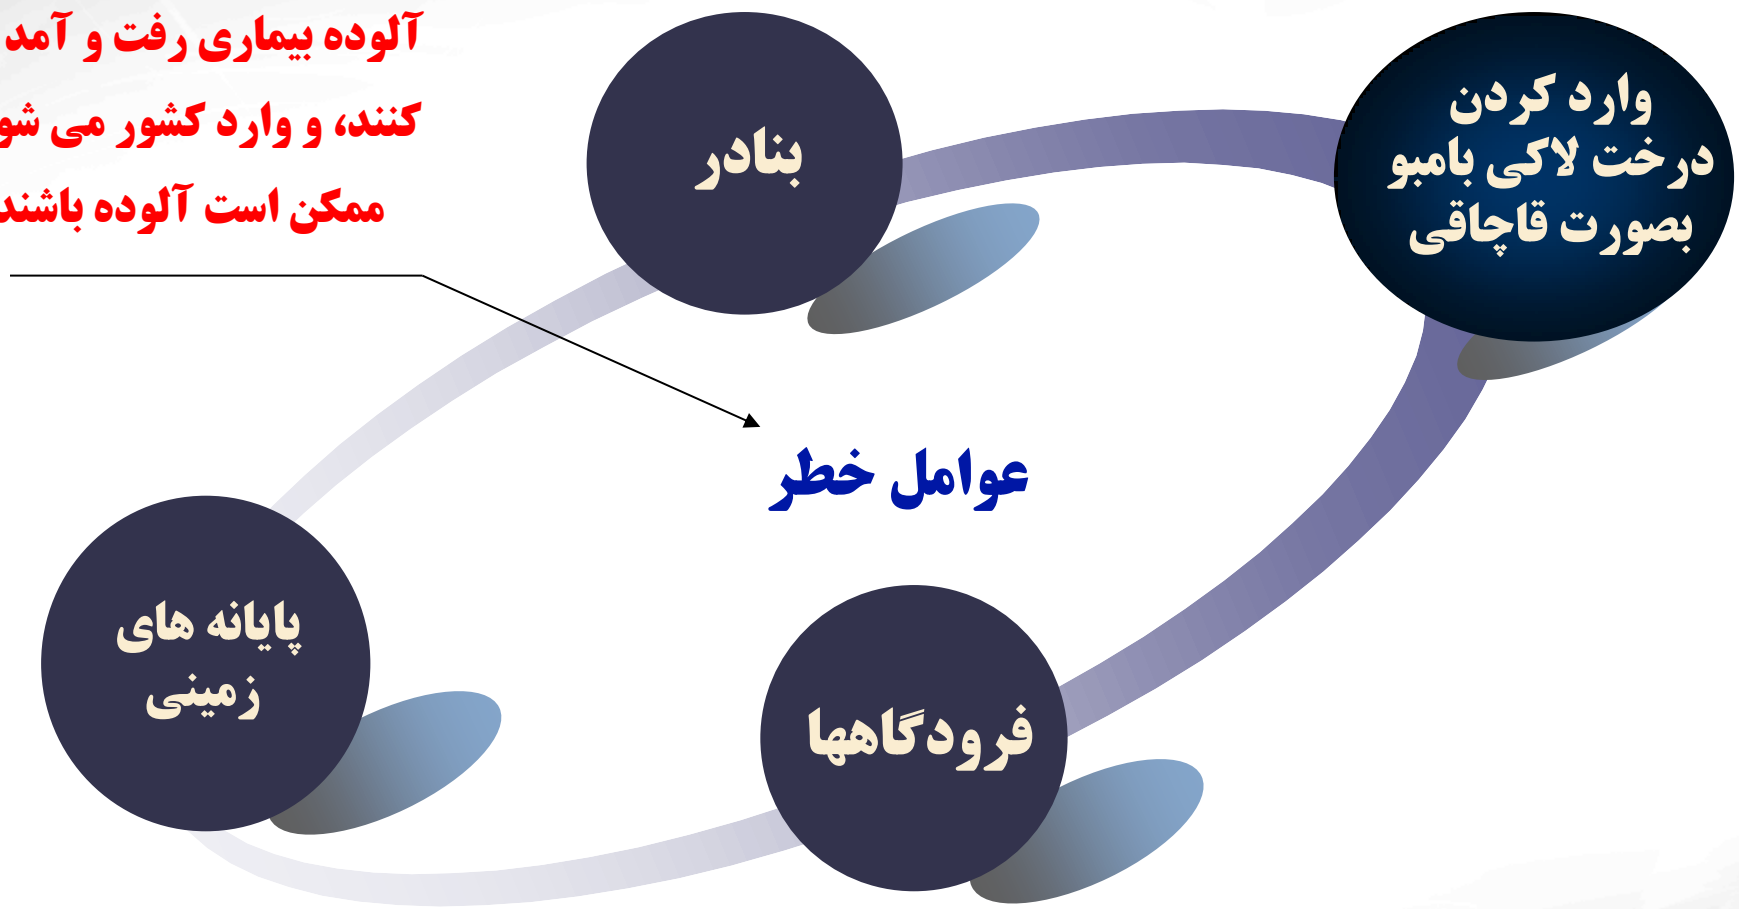 آلوده بیماری رفت و آمد
کنند، و وارد کشور می
ممکن است آلوده باشند
وارد کردن
درخت لاکی بامبو
بصورت قاچاقی
بنادر
عوامل خطر
پایانه های
زمینی
فرودگاهها